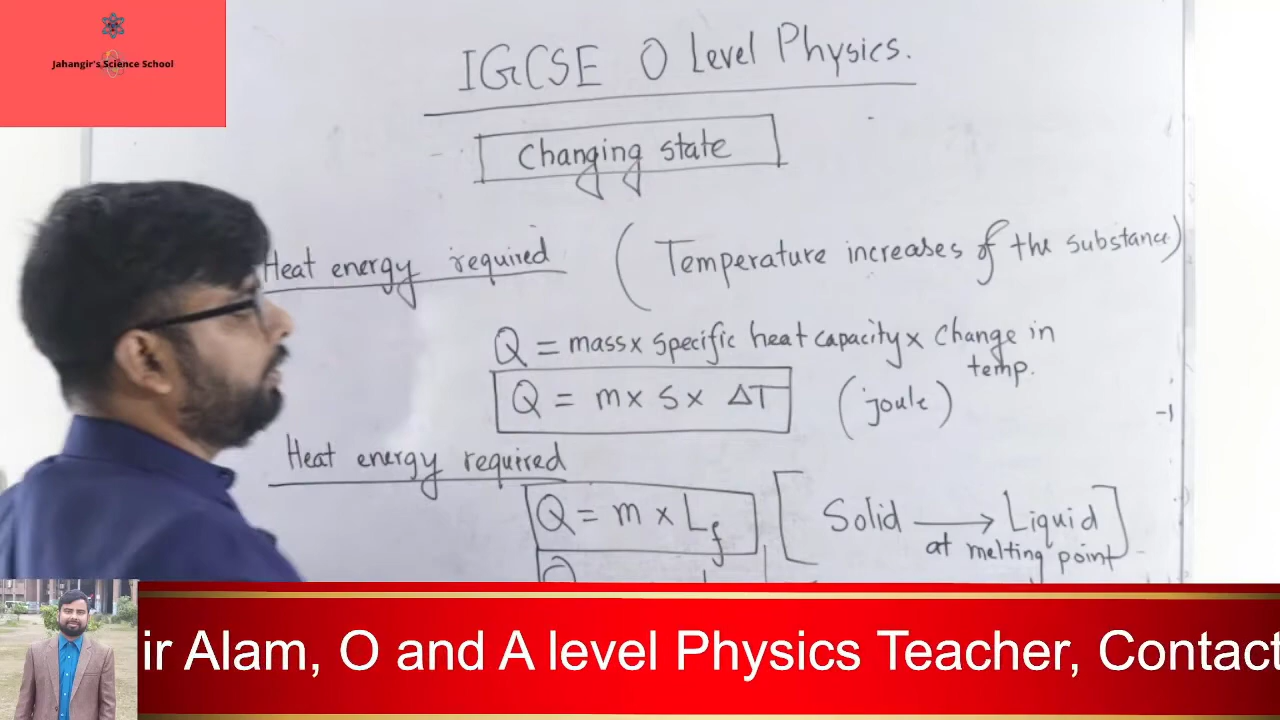 Jahangir's Science School
IGCSE O Level Physics.
Changing state
Heat energy required (Temperature increases of the substance)
Q = mass x specific heat capacity x change in temp.
Q = m x s x ΔT (joule)
Heat energy required
Q = m x Lf [Solid → Liquid]
at melting point
ir Alam, O and A level Physics Teacher, Contact